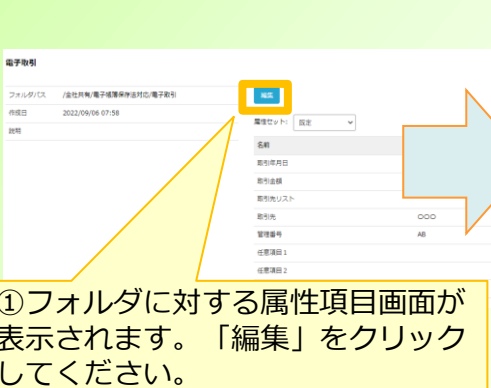 電子取引
フォルダパス /会社共有/電子帳簿保存法対応/電子取引
作成日 2022/09/06 07:58
説明
編集
属性セット: 既定
名前
取引年月日
取引金額
取引先リスト
取引先 〇〇〇
管理番号 AB
任意項目1
任意項目2
①フォルダに対する属性項目画面が
表示されます。「編集」をクリック
してください。